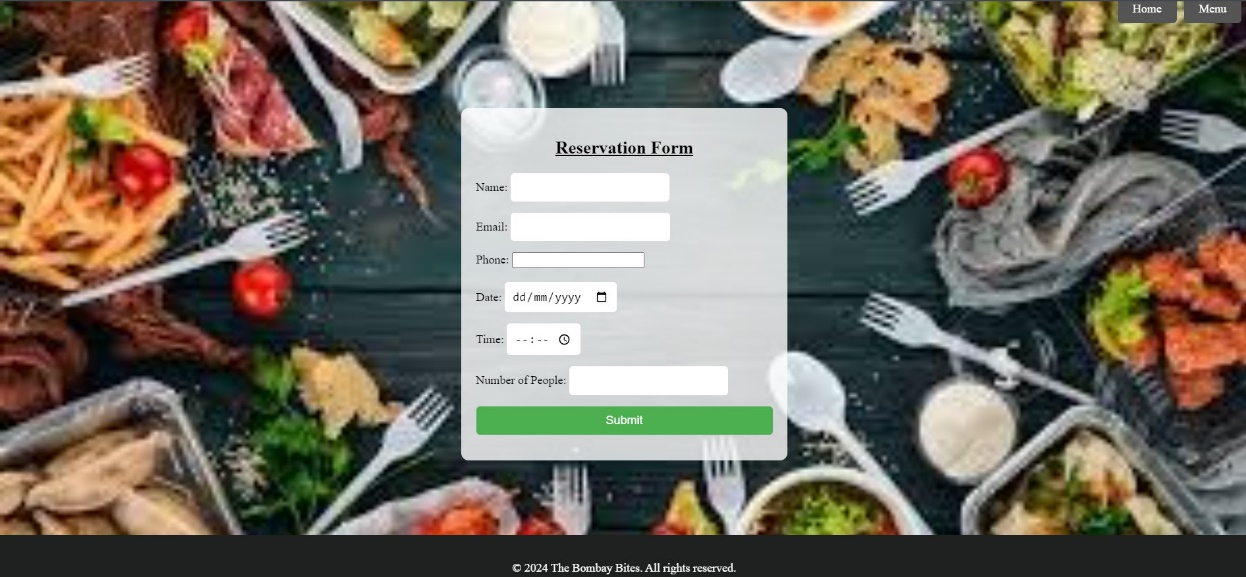 Home Menu
Reservation Form
Name:
Email:
Phone:
Date: dd/mm/yyyy
Time: --:--
Number of People:
Submit
© 2024 The Bombay Bites. All rights reserved.